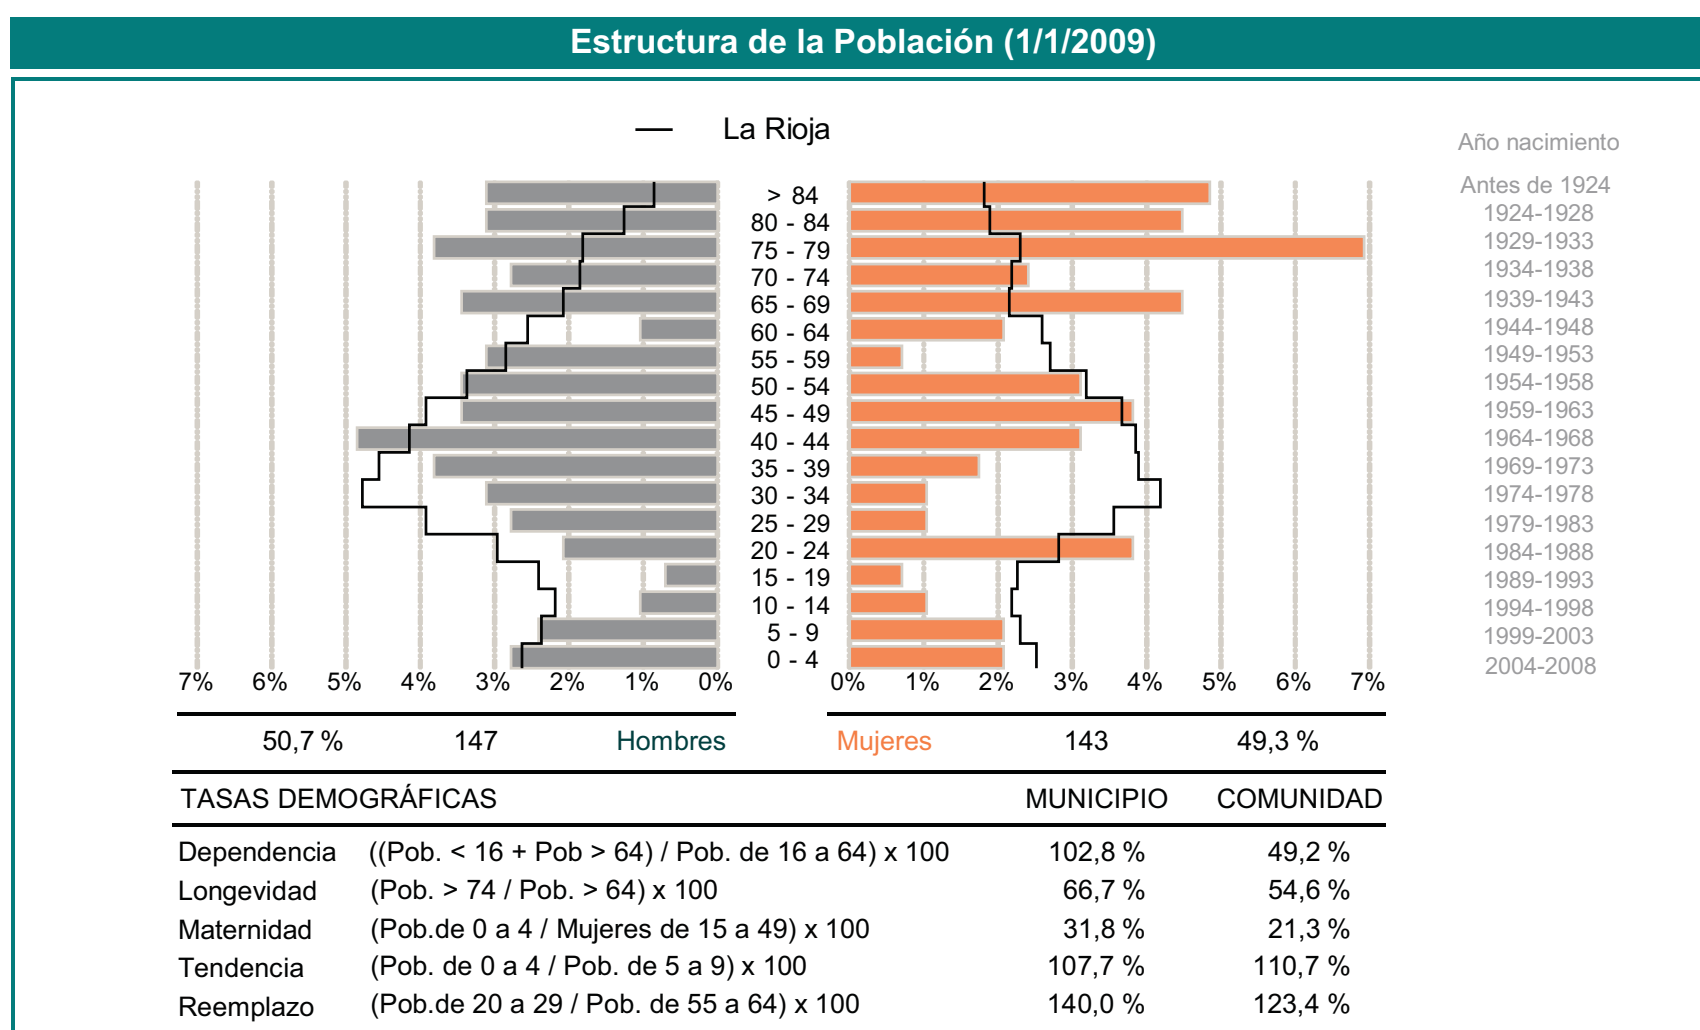 Estructura de la Población (1/1/2009)
La Rioja
Año nacimiento
> 84 Antes de 1924
80 - 84 1924-1928
75 - 79 1929-1933
70 - 74 1934-1938
65 - 69 1939-1943
60 - 64 1944-1948
55 - 59 1949-1953
50 - 54 1954-1958
45 - 49 1959-1963
40 - 44 1964-1968
35 - 39 1969-1973
30 - 34 1974-1978
25 - 29 1979-1983
20 - 24 1984-1988
15 - 19 1989-1993
10 - 14 1994-1998
5 - 9 1999-2003
0 - 4 2004-2008
7% 6% 5% 4% 3% 2% 1% 0% 0% 1% 2% 3% 4% 5% 6% 7%
50,7 % 147 Hombres Mujeres 143 49,3 %
TASAS DEMOGRÁFICAS MUNICIPIO COMUNIDAD
Dependencia ((Pob. < 16 + Pob > 64) / Pob. de 16 a 64) x 100 102,8 % 49,2 %
Longevidad (Pob. > 74 / Pob. > 64) x 100 66,7 % 54,6 %
Maternidad (Pob.de 0 a 4 / Mujeres de 15 a 49) x 100 31,8 % 21,3 %
Tendencia (Pob. de 0 a 4 / Pob. de 5 a 9) x 100 107,7 % 110,7 %
Reemplazo (Pob.de 20 a 29 / Pob. de 55 a 64) x 100 140,0 % 123,4 %